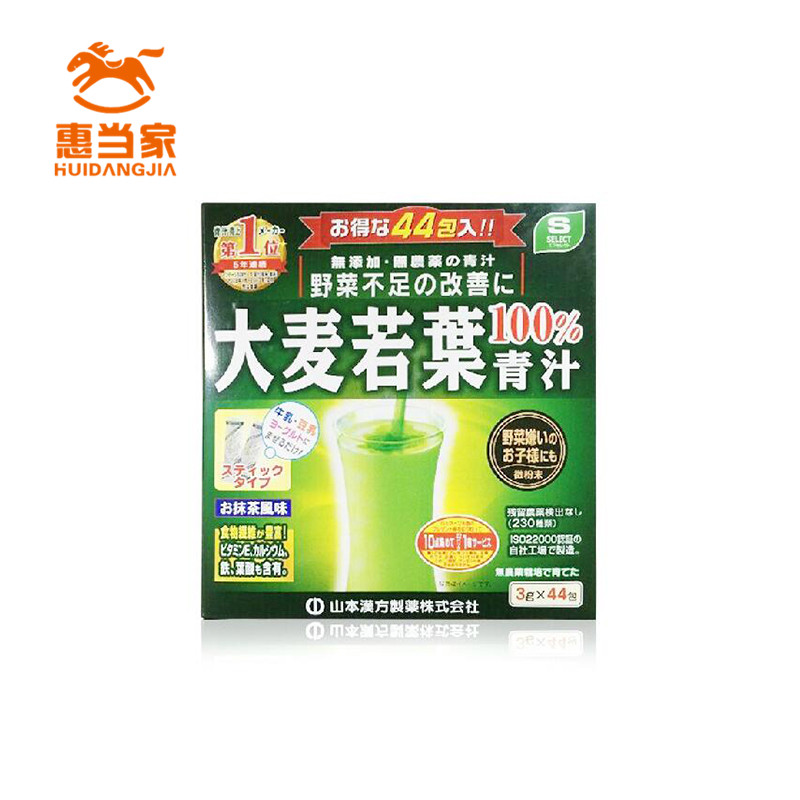 惠当家
HUIDANGJIA
お得な44包入!!
メーカー
第1位
5年連続
S
SELECT
無添加・無農薬の青汁
野菜不足の改善に
大麦若葉
100%
青汁
牛乳・豆乳
ヨーグルトに
まぜるだけ!
スティック
タイプ
野菜嫌いの
お子様にも
微粉末
お抹茶風味
食物繊維が豊富!
ビタミンE、カルシウム、
鉄、葉酸も含有。
残留農薬検出なし
(230種類)
ISO22000認証の
自社工場で製造。
無農薬栽培で育てた
3g×44包
山本漢方製薬株式会社